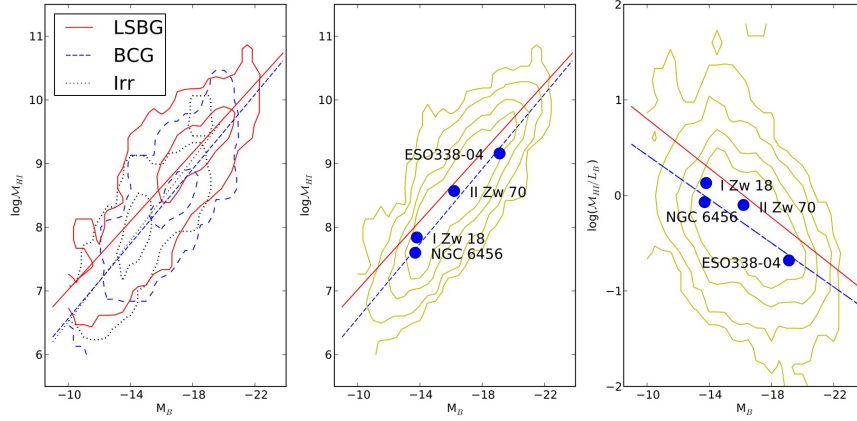 LSBG
BCG
Irr
11
10
9
8
7
6
log M_HI
−10
−14
−18
−22
M_B
11
10
9
8
7
6
log M_HI
ESO338-04
II Zw 70
I Zw 18
NGC 6456
−10
−14
−18
−22
M_B
2
1
0
−1
−2
log(M_HI/L_B)
I Zw 18
NGC 6456
II Zw 70
ESO338-04
−10
−14
−18
−22
M_B